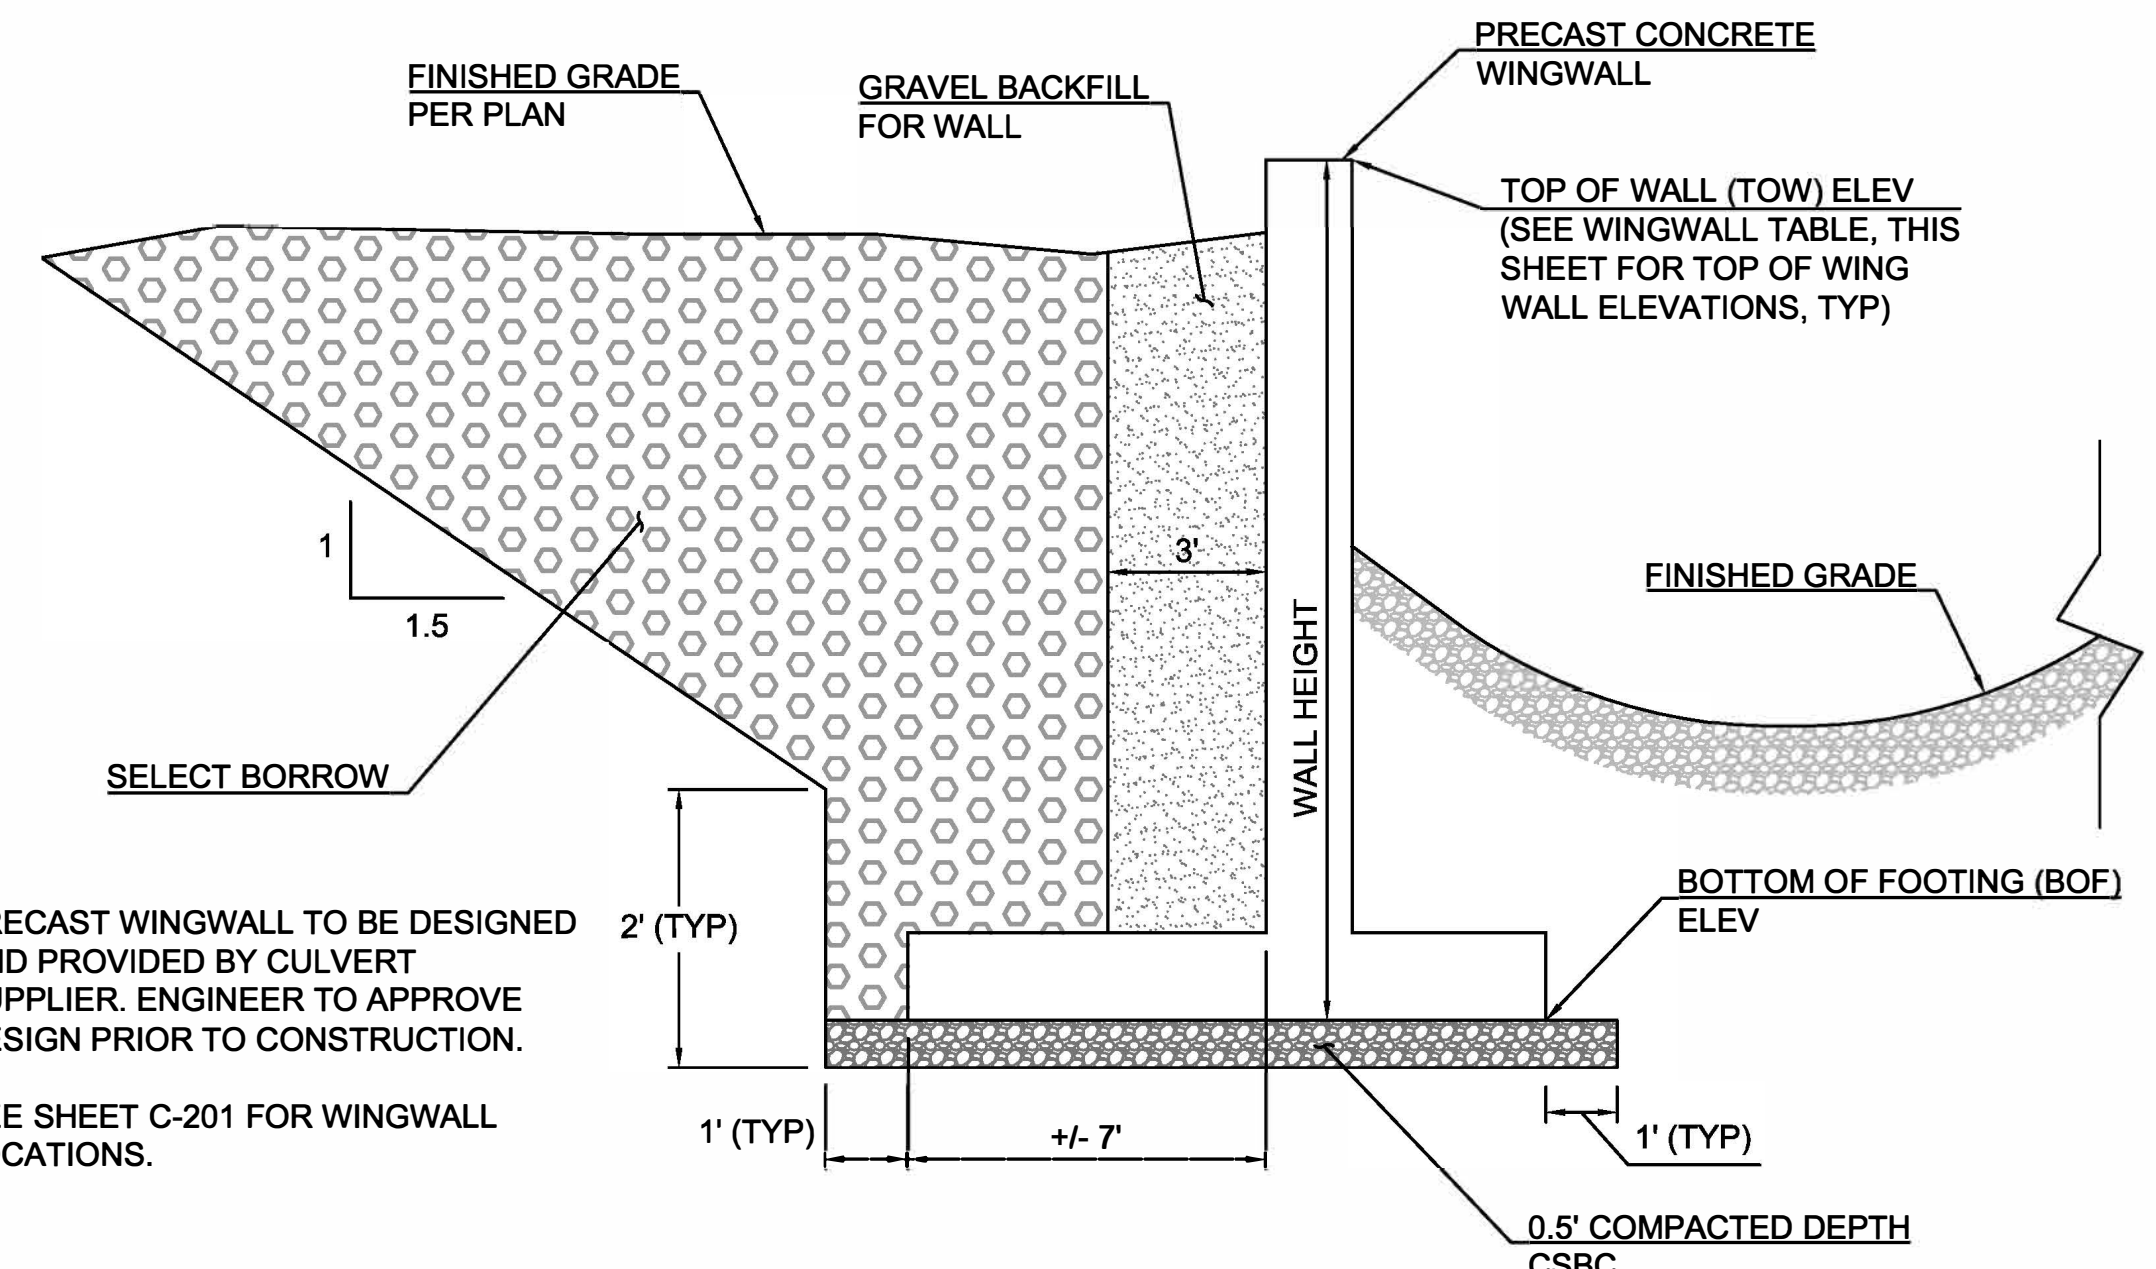 PRECAST CONCRETE
WINGWALL
FINISHED GRADE
PER PLAN
GRAVEL BACKFILL
FOR WALL
TOP OF WALL (TOW) ELEV
(SEE WINGWALL TABLE, THIS
SHEET FOR TOP OF WING
WALL ELEVATIONS, TYP)
1
1.5
3'
FINISHED GRADE
WALL HEIGHT
SELECT BORROW
BOTTOM OF FOOTING (BOF)
ELEV
2' (TYP)
RECAST WINGWALL TO BE DESIGNED
ID PROVIDED BY CULVERT
UPPLIER. ENGINEER TO APPROVE
ESIGN PRIOR TO CONSTRUCTION.
EE SHEET C-201 FOR WINGWALL
OCATIONS.
1' (TYP)
+/- 7'
1' (TYP)
0.5' COMPACTED DEPTH
CSBC